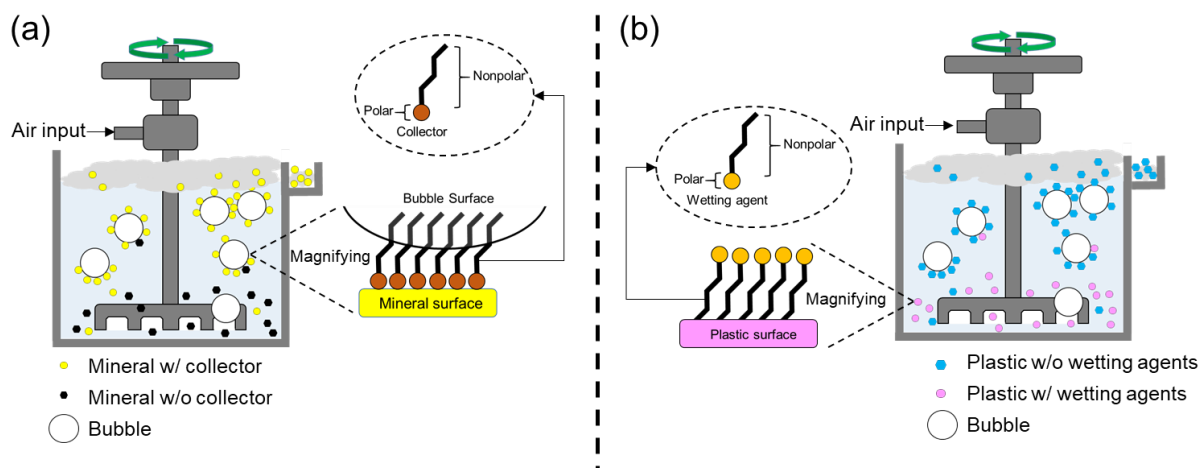 (a)
Air input
Nonpolar
Polar
Collector
Bubble Surface
Magnifying
Mineral surface
Mineral w/ collector
Mineral w/o collector
Bubble
(b)
Air input
Nonpolar
Polar
Wetting agent
Magnifying
Plastic surface
Plastic w/o wetting agents
Plastic w/ wetting agents
Bubble